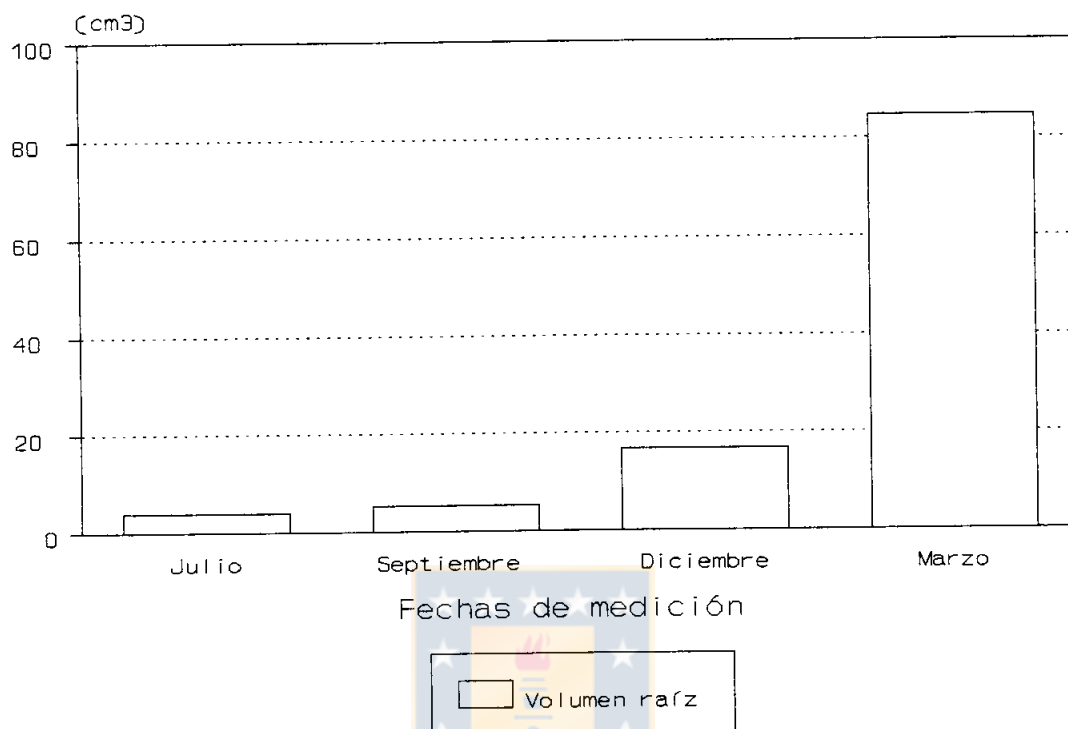 (cm3)
100
80
60
40
20
0
Julio Septiembre Diciembre Marzo
Fechas de medición
Volumen raíz